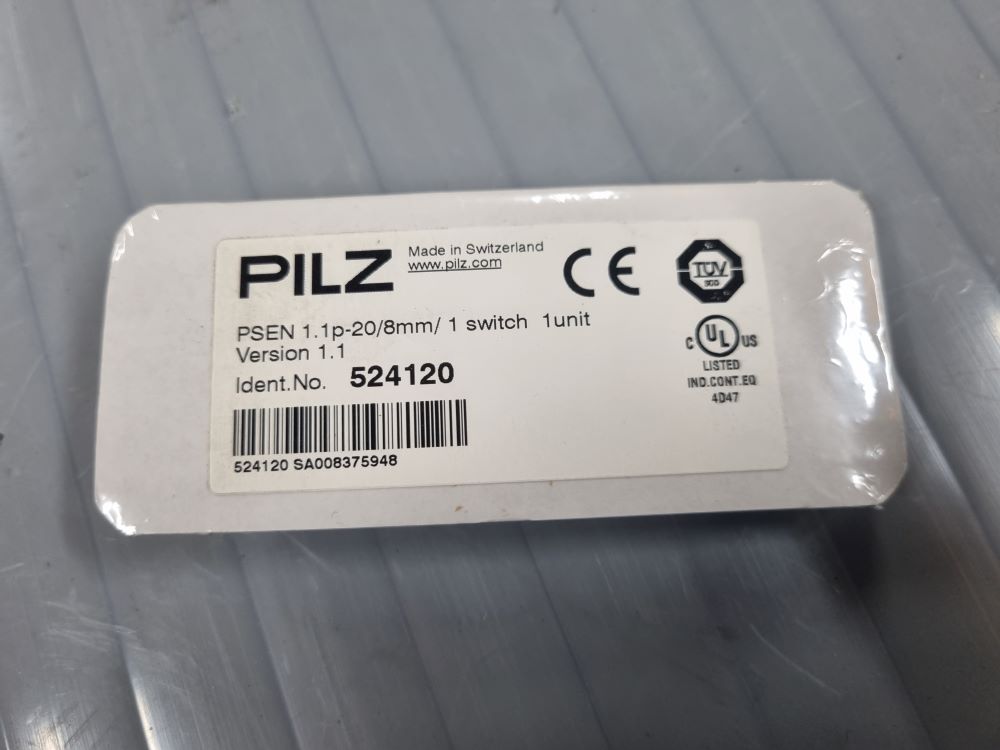 PILZ
Made in Switzerland
www.pilz.com
CE
TÜV
PSEN 1.1p-20/8mm/ 1 switch 1unit
Version 1.1
Ident.No. 524120
C UL US
LISTED
IND.CONT.EQ
4D47
524120 SA008375948